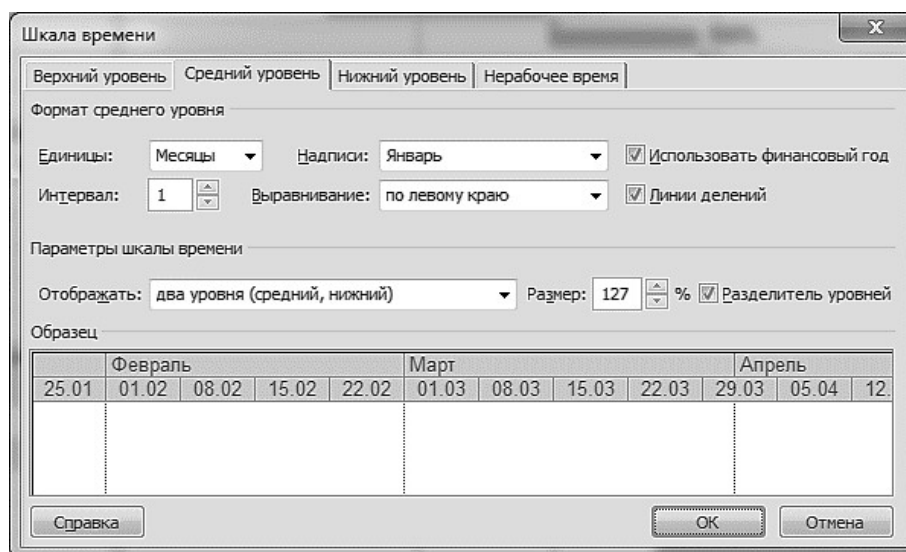 Шкала времени
Верхний уровень Средний уровень Нижний уровень Нерабочее время
Формат среднего уровня
Единицы: Месяцы Надписи: Январь Использовать финансовый год
Интервал: 1 Выравнивание: по левому краю Линии делений
Параметры шкалы времени
Отображать: два уровня (средний, нижний) Размер: 127 % Разделитель уровней
Образец
Февраль Март Апрель
25.01 01.02 08.02 15.02 22.02 01.03 08.03 15.03 22.03 29.03 05.04 12.
Справка ОК Отмена